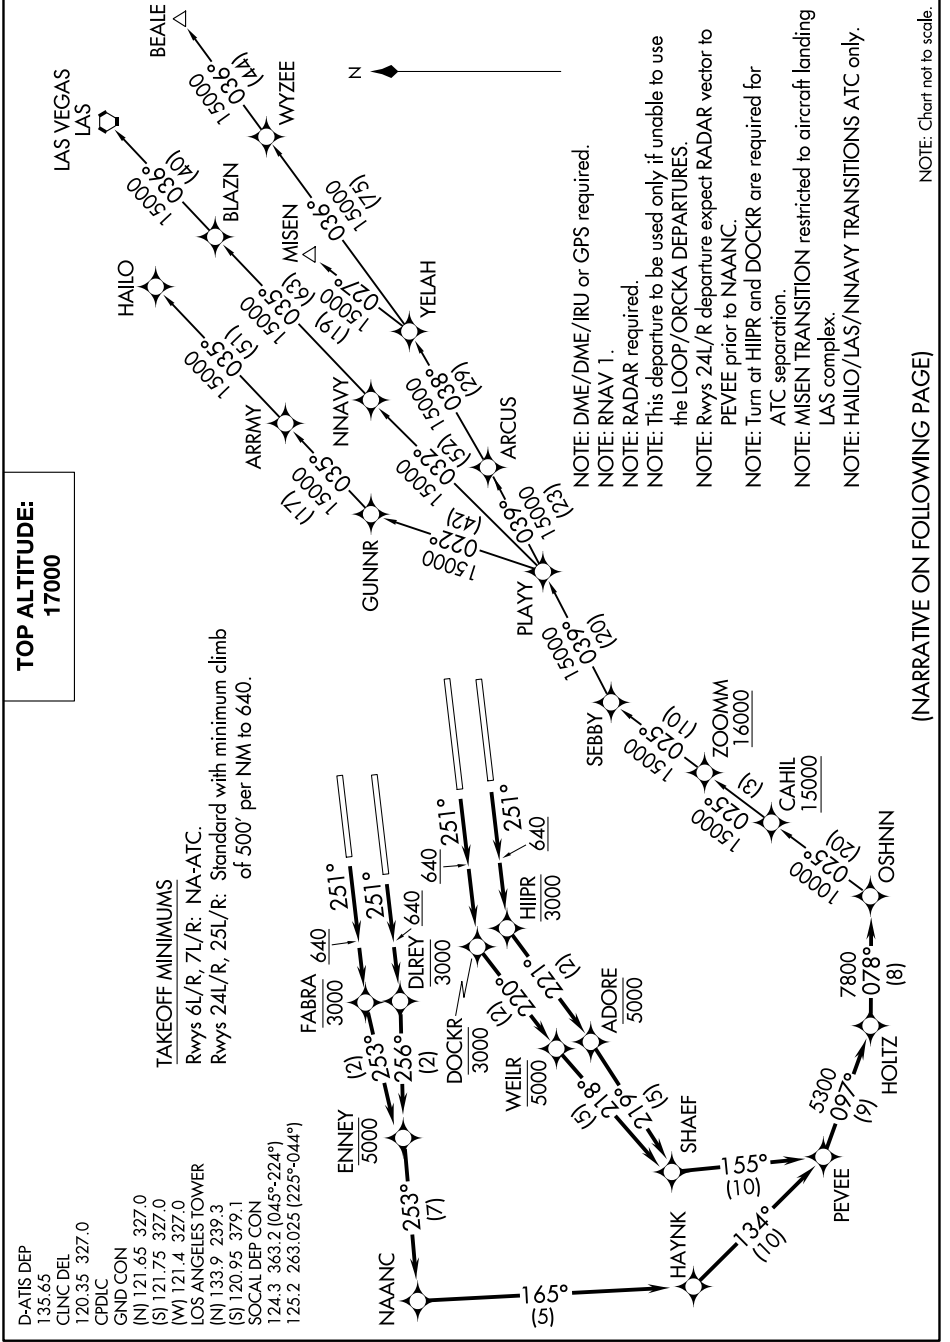 D-ATIS DEP
135.65
CLNC DEL
120.35 327.0
CPDLC
GND CON
(N) 121.65 327.0
(S) 121.75 327.0
(W) 121.4 327.0
LOS ANGELES TOWER
(N) 133.9 239.3
(S) 120.95 379.1
SOCAL DEP CON
124.3 363.2 (045°-224°)
125.2 263.025 (225°-044°)
TAKEOFF MINIMUMS
Rwys 6L/R, 7L/R: NA-ATC.
Rwys 24L/R, 25L/R: Standard with minimum climb
of 500' per NM to 640.
TOP ALTITUDE:
17000
FABRA
3000
640
251°
251°
640
DLREY
3000
(2)
253°
256°
(2)
ENNEY
5000
253°
(7)
NAANC
165°
(5)
HAYNK
134°
(10)
640
251°
251°
640
DOCKR
3000
HIIPR
3000
(2)
220°
221°
(2)
WEILR
5000
ADORE
5000
(5)
218°
219°
(5)
SHAEF
155°
(10)
PEVEE
5300
097°
(9)
HOLTZ
7800
078°
(8)
OSHNN
10000
025°
(20)
CAHIL
15000
15000
025°
(3)
ZOOMM
16000
15000
025°
(10)
SEBBY
15000
039°
(20)
PLAYY
15000
022°
(42)
GUNNR
(17)
15000
035°
ARRMY
15000
035°
(51)
HAILO
15000
032°
(52)
NNAVY
15000
035°
(63)
BLAZN
15000
036°
(40)
LAS VEGAS
LAS
039°
15000
(23)
ARCUS
15000
038°
(29)
YELAH
(19)
15000
027°
MISEN
036°
15000
(75)
WYZEE
15000
036°
(44)
BEALE
N
NOTE: DME/DME/IRU or GPS required.
NOTE: RNAV 1.
NOTE: RADAR required.
NOTE: This departure to be used only if unable to use
the LOOP/ORCKA DEPARTURES.
NOTE: Rwys 24L/R departure expect RADAR vector to
PEVEE prior to NAANC.
NOTE: Turn at HIIPR and DOCKR are required for
ATC separation.
NOTE: MISEN TRANSITION restricted to aircraft landing
LAS complex.
NOTE: HAILO/LAS/NNAVY TRANSITIONS ATC only.
(NARRATIVE ON FOLLOWING PAGE)
NOTE: Chart not to scale.